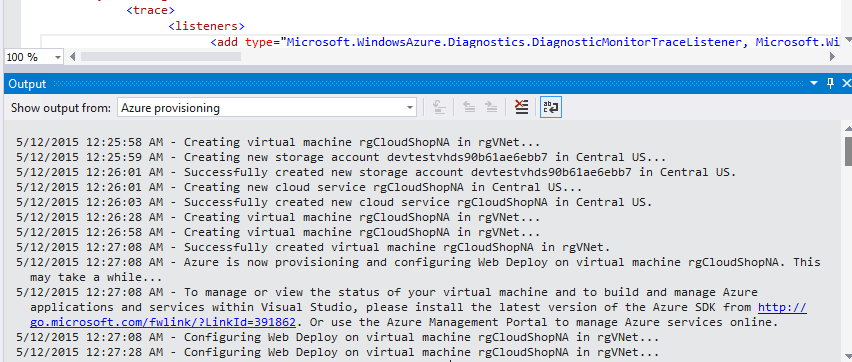 <trace>
<listeners>
<add type="Microsoft.WindowsAzure.Diagnostics.DiagnosticMonitorTraceListener, Microsoft.Wi
100 %
Output
Show output from: Azure provisioning
5/12/2015 12:25:58 AM - Creating virtual machine rgCloudShopNA in rgVNet...
5/12/2015 12:25:59 AM - Creating new storage account devtestvhds90b61ae6ebb7 in Central US...
5/12/2015 12:26:01 AM - Successfully created new storage account devtestvhds90b61ae6ebb7 in Central US.
5/12/2015 12:26:01 AM - Creating new cloud service rgCloudShopNA in Central US...
5/12/2015 12:26:03 AM - Successfully created new cloud service rgCloudShopNA in Central US.
5/12/2015 12:26:28 AM - Creating virtual machine rgCloudShopNA in rgVNet...
5/12/2015 12:26:58 AM - Creating virtual machine rgCloudShopNA in rgVNet...
5/12/2015 12:27:08 AM - Successfully created virtual machine rgCloudShopNA in rgVNet.
5/12/2015 12:27:08 AM - Azure is now provisioning and configuring Web Deploy on virtual machine rgCloudShopNA. This
may take a while...
5/12/2015 12:27:08 AM - To manage or view the status of your virtual machine and to build and manage Azure
applications and services within Visual Studio, please install the latest version of the Azure SDK from http://
go.microsoft.com/fwlink/?LinkId=391862. Or use the Azure Management Portal to manage Azure services online.
5/12/2015 12:27:08 AM - Configuring Web Deploy on virtual machine rgCloudShopNA in rgVNet...
5/12/2015 12:27:28 AM - Configuring Web Deploy on virtual machine rgCloudShopNA in rgVNet...